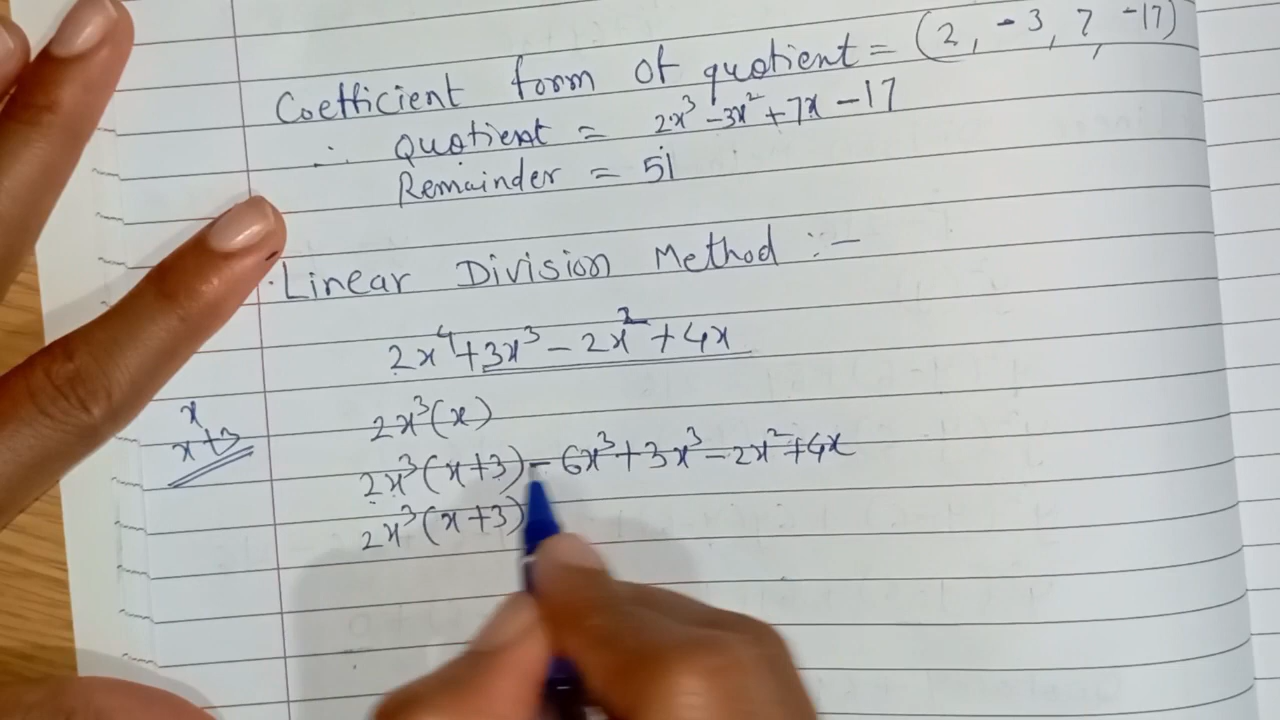 Coefficient form of quotient = (2, -3, 7, -17)
∴ Quotient = 2x³ - 3x² + 7x - 17
Remainder = 51
Linear Division Method :-
2x⁴ + 3x³ - 2x² + 4x
x
x+3
2x³(x)
2x³(x+3) - 6x³ + 3x³ - 2x² + 4x
2x³(x+3)